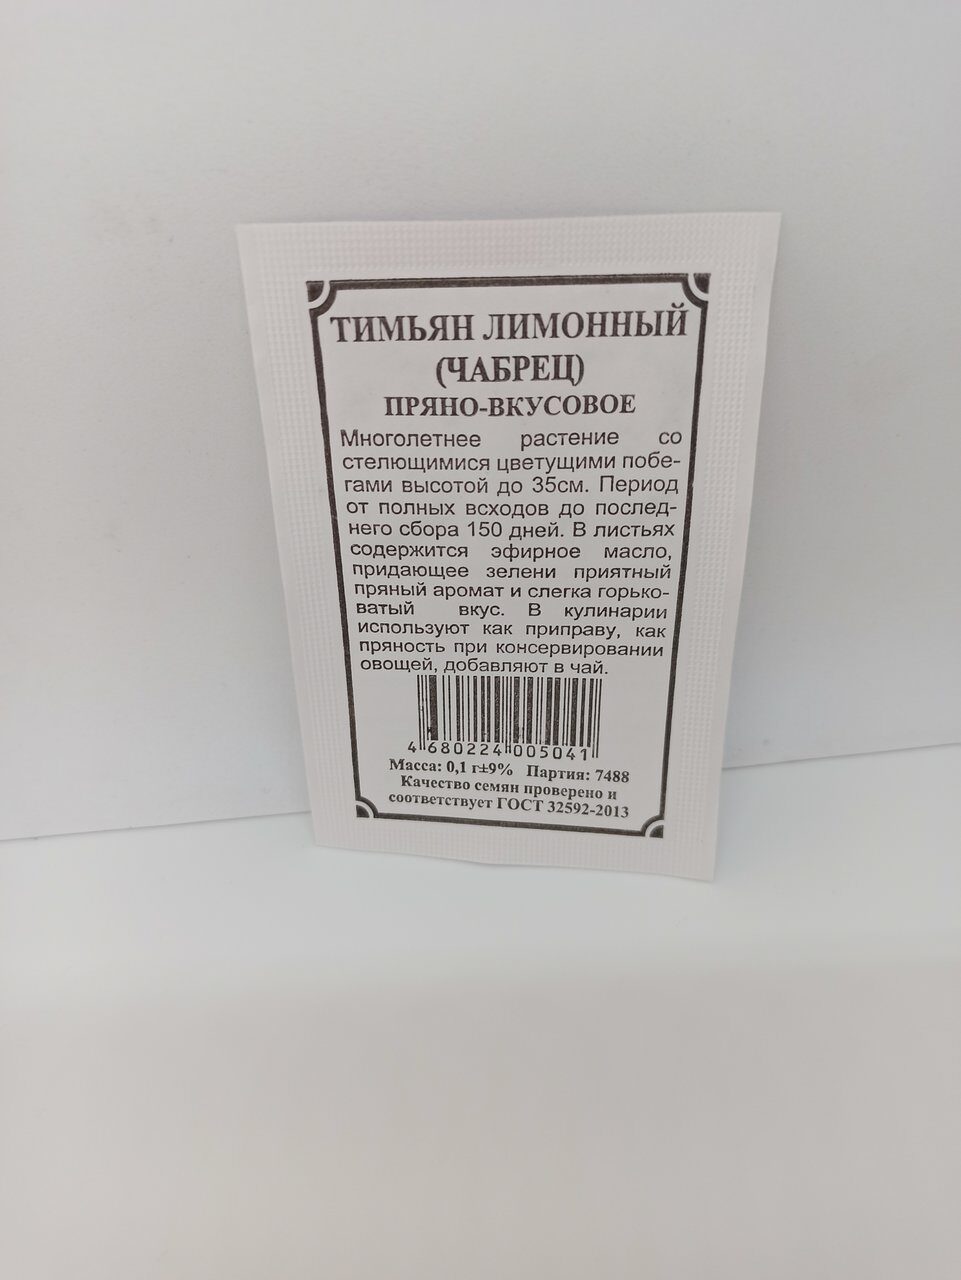 ТИМЬЯН ЛИМОННЫЙ
(ЧАБРЕЦ)
ПРЯНО-ВКУСОВОЕ
Многолетнее растение со
стелющимися цветущими побе-
гами высотой до 35см. Период
от полных всходов до послед-
него сбора 150 дней. В листьях
содержится эфирное масло,
придающее зелени приятный
пряный аромат и слегка горько-
ватый вкус. В кулинарии
используют как приправу, как
пряность при консервировании
овощей, добавляют в чай.
4 680224 005041
Масса: 0,1 г±9% Партия: 7488
Качество семян проверено и
соответствует ГОСТ 32592-2013